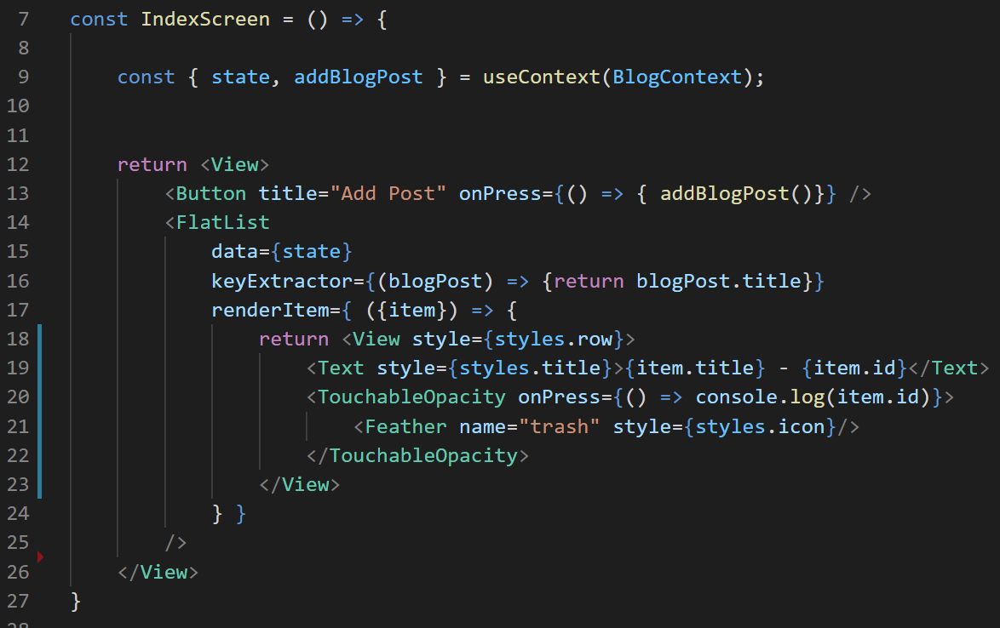 7 const IndexScreen = () => {
8
9 const { state, addBlogPost } = useContext(BlogContext);
10
11
12 return <View>
13 <Button title="Add Post" onPress={() => { addBlogPost()}} />
14 <FlatList
15 data={state}
16 keyExtractor={(blogPost) => {return blogPost.title}}
17 renderItem={ ({item}) => {
18 return <View style={styles.row}>
19 <Text style={styles.title}>{item.title} - {item.id}</Text>
20 <TouchableOpacity onPress={() => console.log(item.id)}>
21 <Feather name="trash" style={styles.icon}/>
22 </TouchableOpacity>
23 </View>
24 } }
25 />
26 </View>
27 }
28